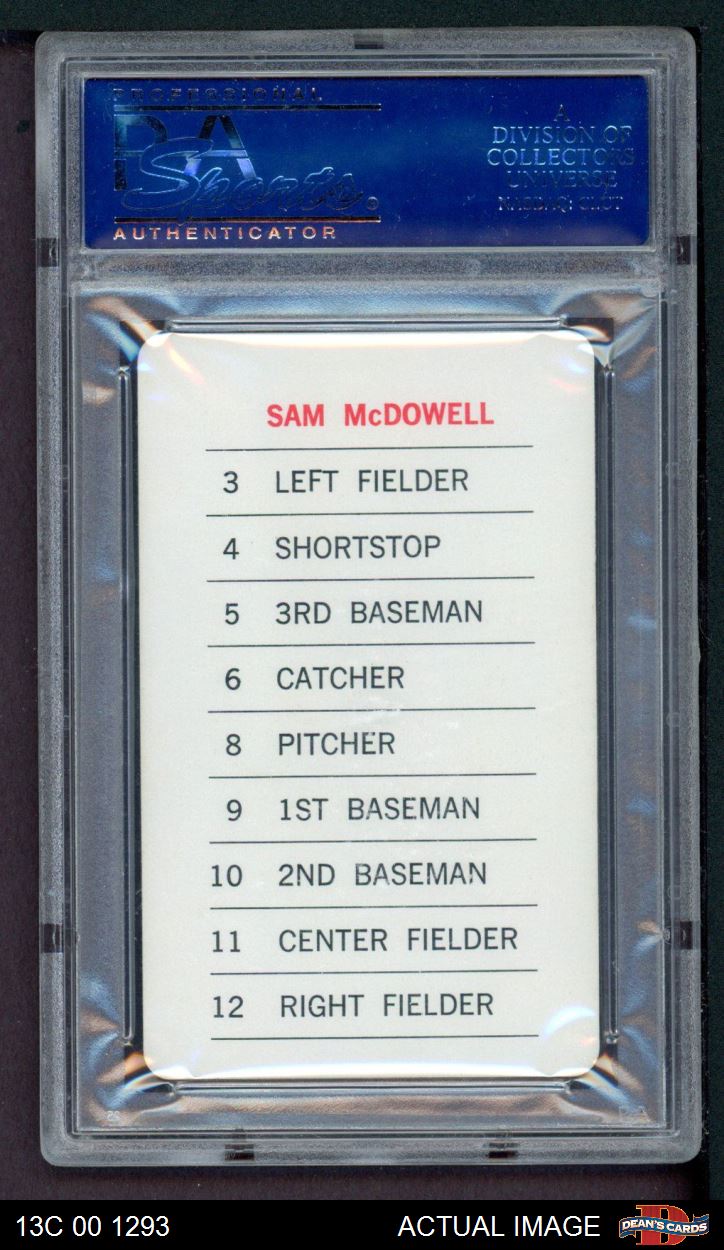 PROFESSIONAL
PSA
Sports®
AUTHENTICATOR
A
DIVISION OF
COLLECTORS
UNIVERSE
NASDAQ: CLCT
SAM McDOWELL
3 LEFT FIELDER
4 SHORTSTOP
5 3RD BASEMAN
6 CATCHER
8 PITCHER
9 1ST BASEMAN
10 2ND BASEMAN
11 CENTER FIELDER
12 RIGHT FIELDER
13C 00 1293
ACTUAL IMAGE
DEAN'S CARDS